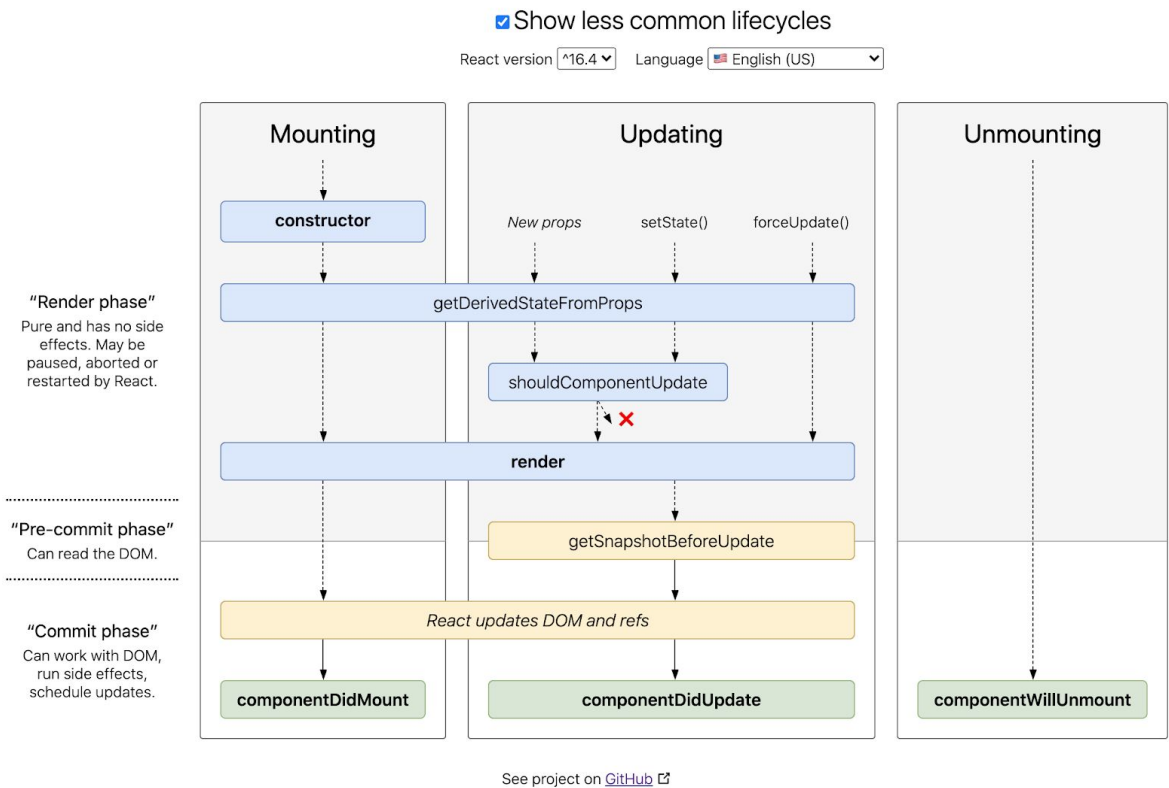 Show less common lifecycles
React version ^16.4 Language 🇺🇸 English (US)
Mounting
Updating
Unmounting
constructor
New props
setState()
forceUpdate()
“Render phase”
Pure and has no side
effects. May be
paused, aborted or
restarted by React.
getDerivedStateFromProps
shouldComponentUpdate
render
“Pre-commit phase”
Can read the DOM.
getSnapshotBeforeUpdate
“Commit phase”
Can work with DOM,
run side effects,
schedule updates.
React updates DOM and refs
componentDidMount
componentDidUpdate
componentWillUnmount
See project on GitHub